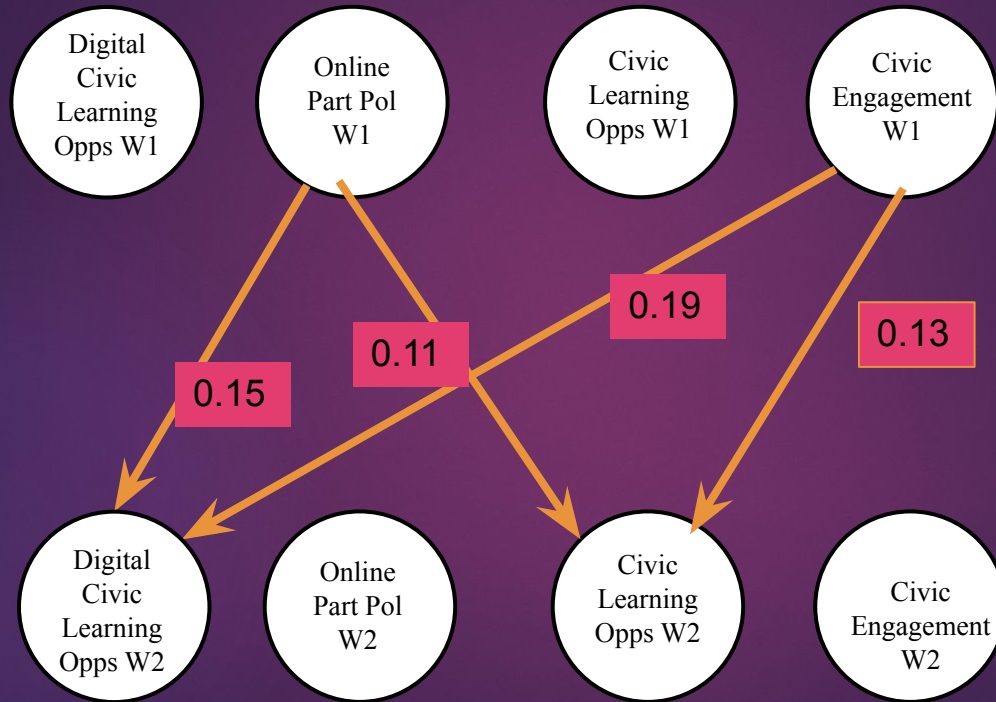 Digital
Civic
Learning
Opps W1
Online
Part Pol
W1
Civic
Learning
Opps W1
Civic
Engagement
W1
0.15
0.11
0.19
0.13
Digital
Civic
Learning
Opps W2
Online
Part Pol
W2
Civic
Learning
Opps W2
Civic
Engagement
W2